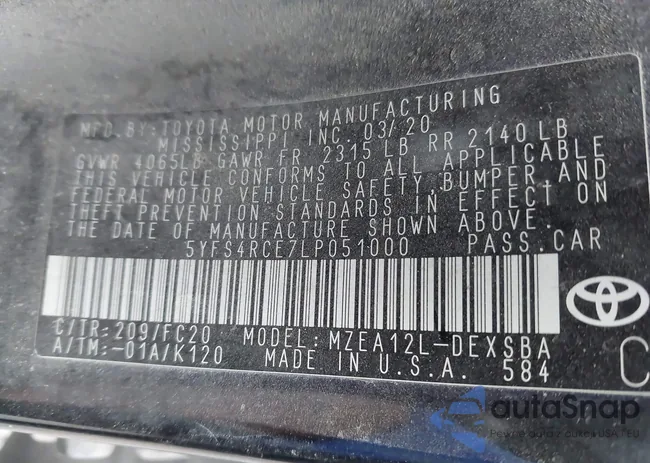 MFD. BY: TOYOTA MOTOR MANUFACTURING
MISSISSIPPI, INC. 03/20
GVWR 4065LB GAWR FR 2315 LB RR 2140 LB
THIS VEHICLE CONFORMS TO ALL APPLICABLE
FEDERAL MOTOR VEHICLE SAFETY, BUMPER AND
THEFT PREVENTION STANDARDS IN EFFECT ON
THE DATE OF MANUFACTURE SHOWN ABOVE.
5YFS4RCE7LP051000 PASS.CAR
C/TR: 209/FC20 MODEL: MZEA12L-DEXSBA
A/TM: -01A/K120 MADE IN U.S.A. 584 C
autaSnap
Pewne auta z